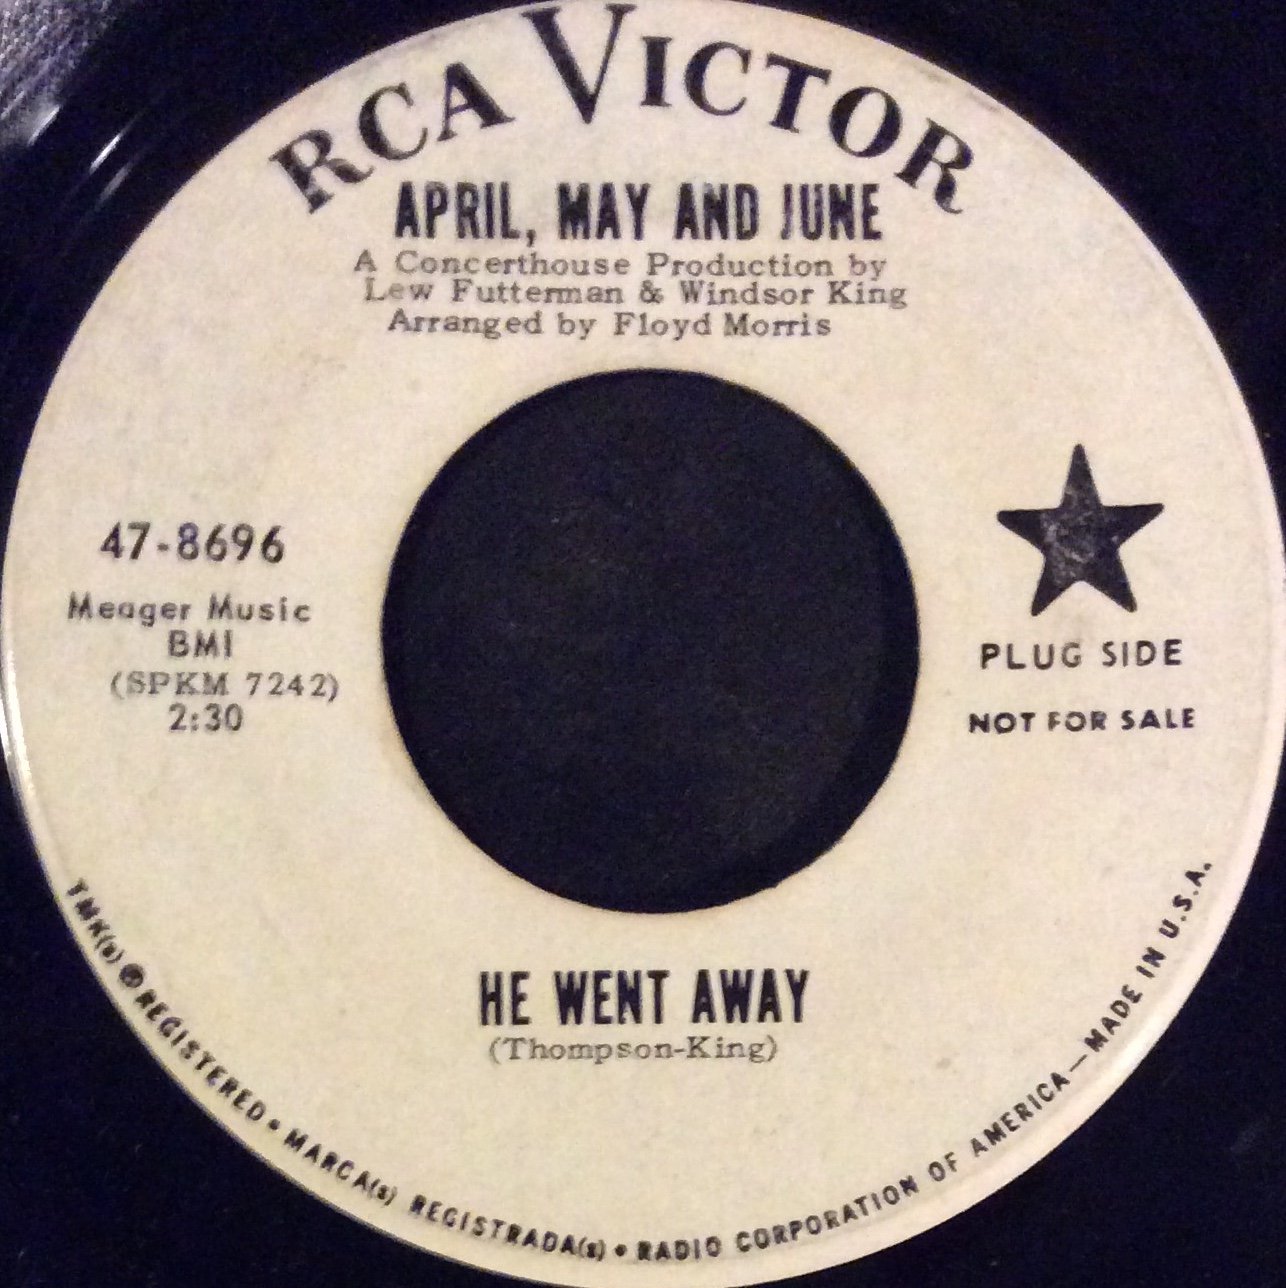 RCA VICTOR
APRIL, MAY AND JUNE
A Concerthouse Production by
Lew Futterman & Windsor King
Arranged by Floyd Morris
47-8696
Meager Music
BMI
(SPKM 7242)
2:30
PLUG SIDE
NOT FOR SALE
HE WENT AWAY
(Thompson-King)
TMK(s) ® REGISTERED • MARCA(s) REGISTRADA(s) • RADIO CORPORATION OF AMERICA — MADE IN U.S.A.